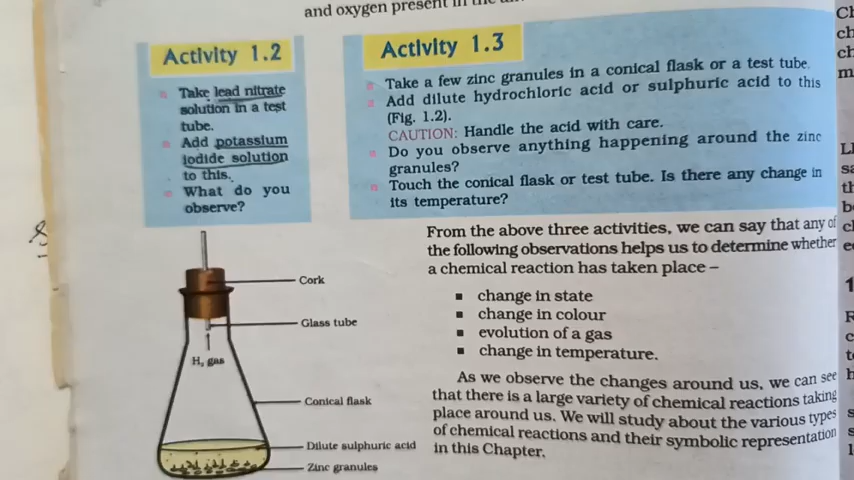 and oxygen present in the
Activity 1.2
Take lead nitrate
solution in a test
tube.
Add potassium
iodide solution
to this.
What do you
observe?
Activity 1.3
Take a few zinc granules in a conical flask or a test tube.
Add dilute hydrochloric acid or sulphuric acid to this
(Fig. 1.2).
CAUTION: Handle the acid with care.
Do you observe anything happening around the zinc
granules?
Touch the conical flask or test tube. Is there any change in
its temperature?
Cork
Glass tube
H₂ gas
Conical flask
Dilute sulphuric acid
Zinc granules
From the above three activities, we can say that any of
the following observations helps us to determine whether
a chemical reaction has taken place –
▪ change in state
▪ change in colour
▪ evolution of a gas
▪ change in temperature.
As we observe the changes around us, we can see
that there is a large variety of chemical reactions taking
place around us. We will study about the various types
of chemical reactions and their symbolic representation
in this Chapter.